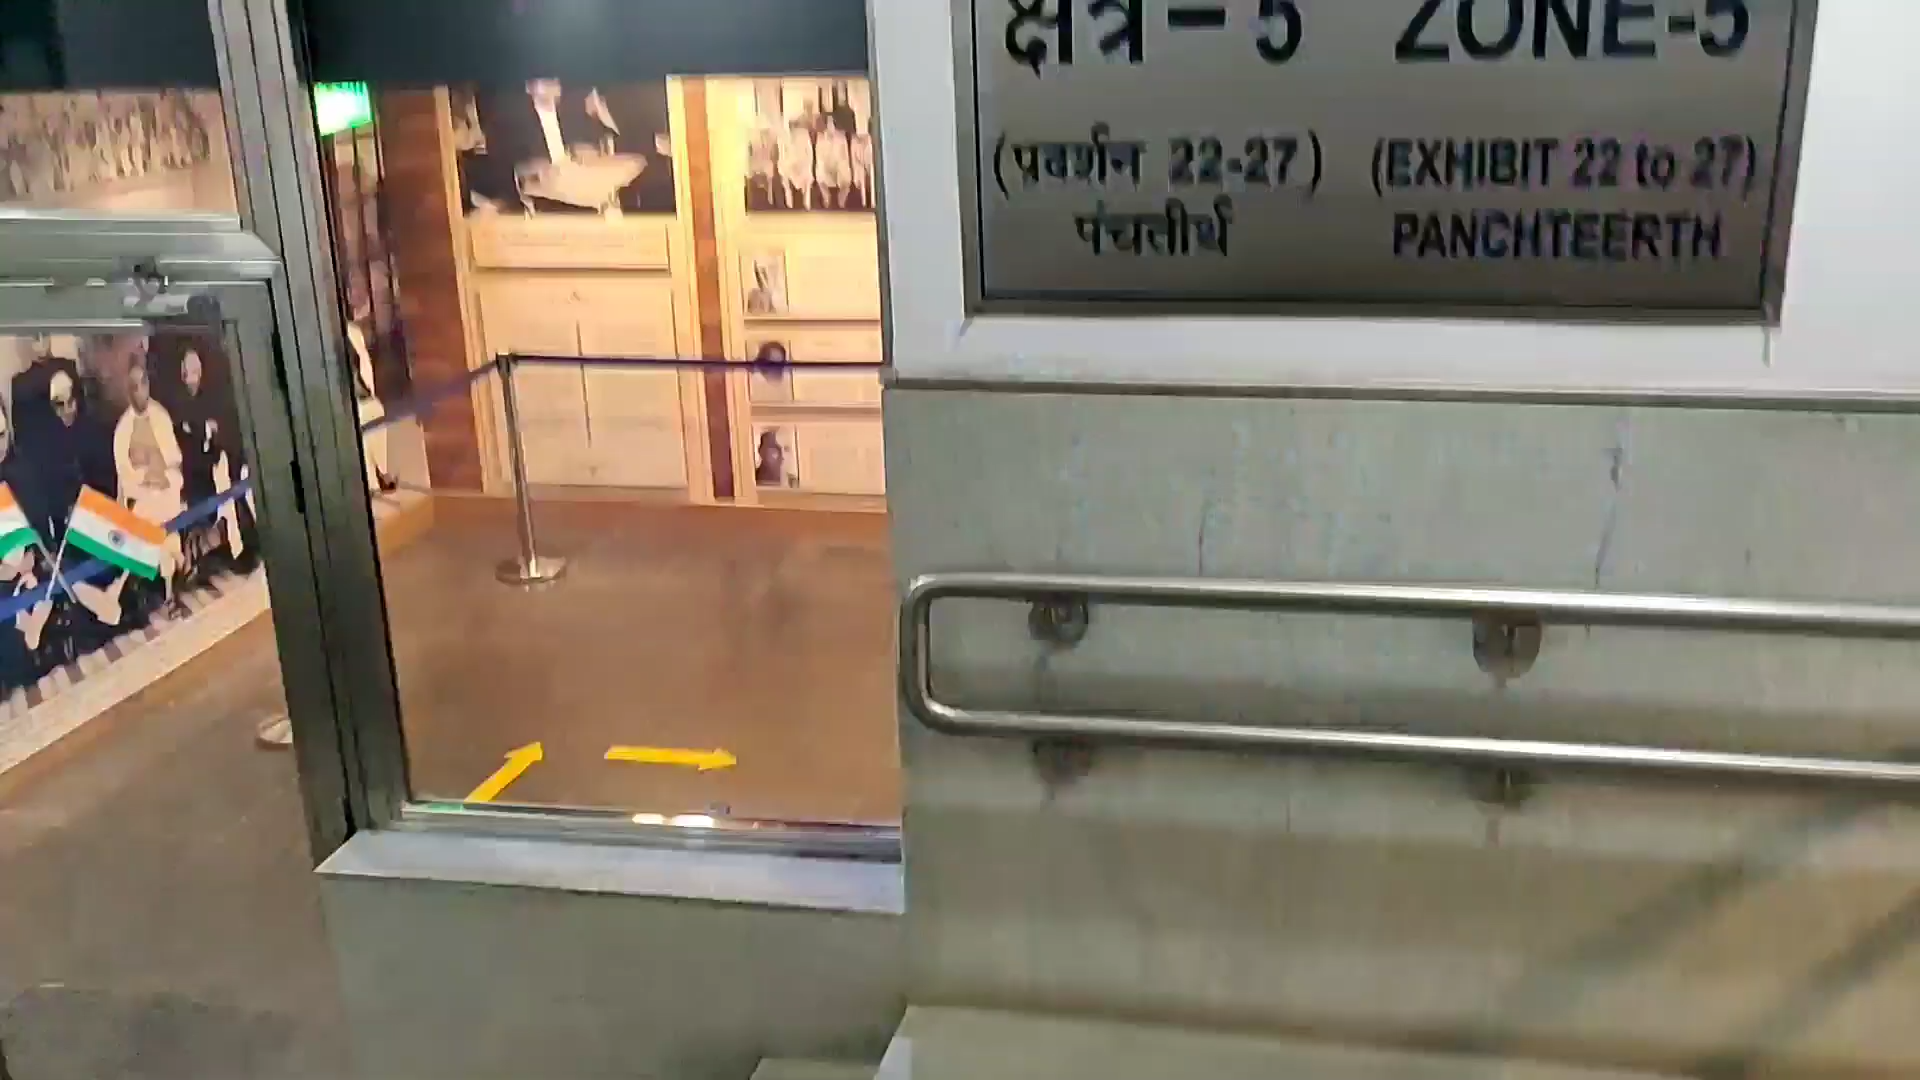 क्षेत्र – 5 ZONE-5
(प्रदर्शन 22-27) (EXHIBIT 22 to 27)
पंचतीर्थ PANCHTEERTH